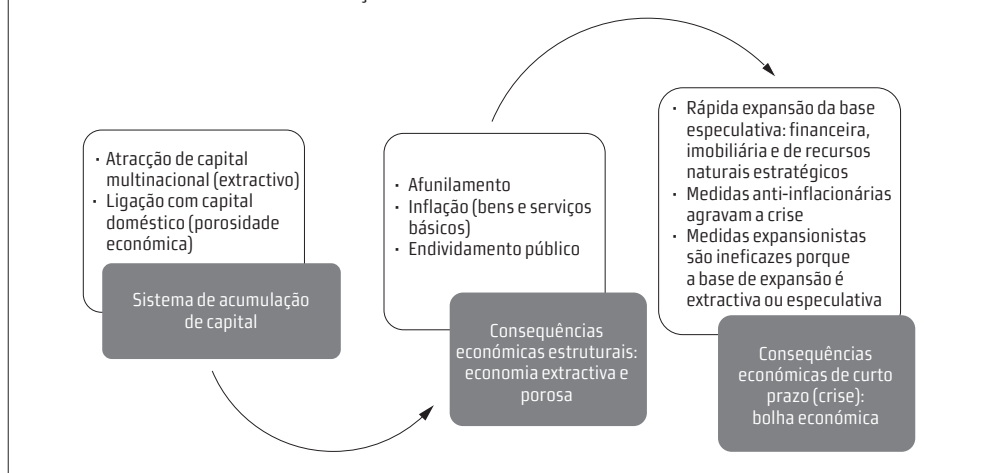 · Atracção de capital
multinacional (extractivo)
· Ligação com capital
doméstico (porosidade
económica)
Sistema de acumulação
de capital
· Afunilamento
· Inflação (bens e serviços
básicos)
· Endividamento público
Consequências
económicas estruturais:
economia extractiva e
porosa
· Rápida expansão da base
especulativa: financeira,
imobiliária e de recursos
naturais estratégicos
· Medidas anti-inflacionárias
agravam a crise
· Medidas expansionistas
são ineficazes porque
a base de expansão é
extractiva ou especulativa
Consequências
económicas de curto
prazo (crise):
bolha económica